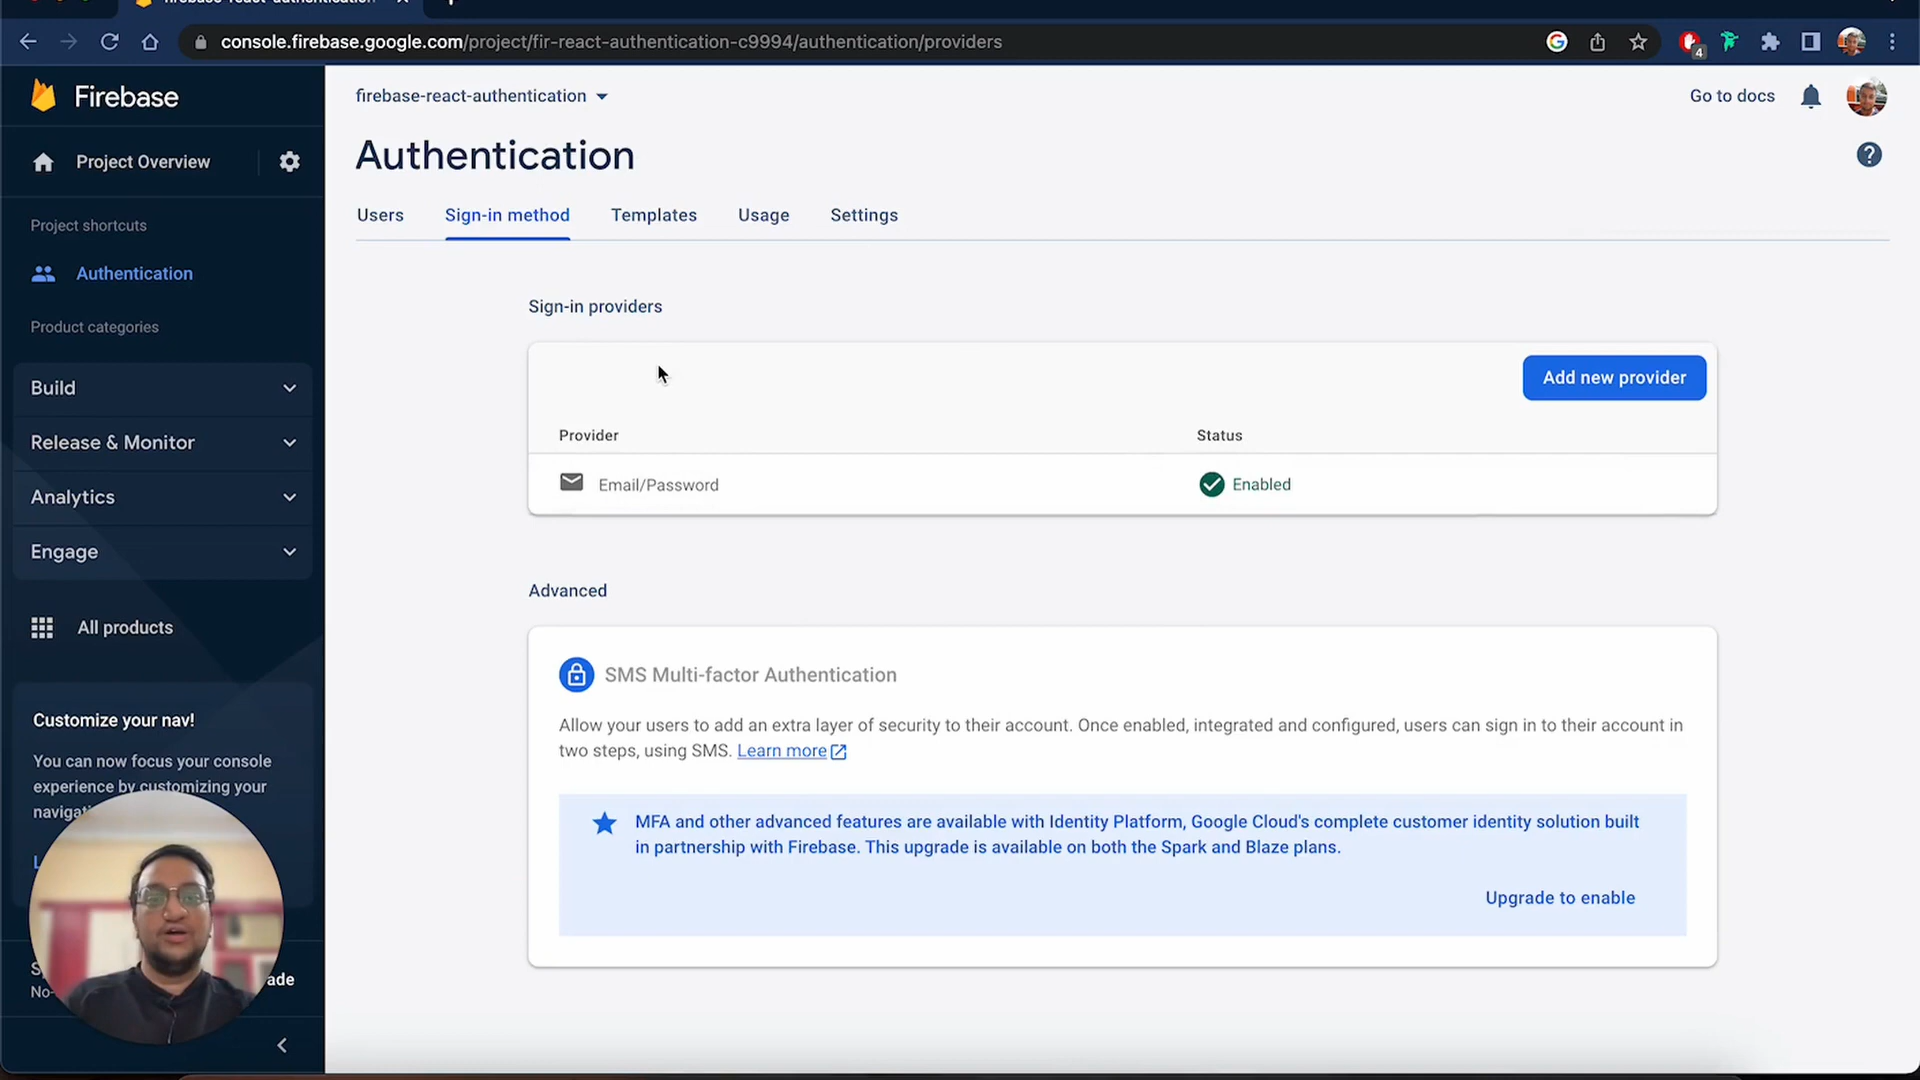 console.firebase.google.com/project/fir-react-authentication-c9994/authentication/providers
4
Firebase
Project Overview
Project shortcuts
Authentication
Product categories
Build
Release & Monitor
Analytics
Engage
All products
Customize your nav!
You can now focus your console
experience by customizing your
No-
ade
firebase-react-authentication
Go to docs
Authentication
?
Users
Sign-in method
Templates
Usage
Settings
Sign-in providers
Add new provider
Provider
Status
Email/Password
Enabled
Advanced
SMS Multi-factor Authentication
Allow your users to add an extra layer of security to their account. Once enabled, integrated and configured, users can sign in to their account in
two steps, using SMS. Learn more
MFA and other advanced features are available with Identity Platform, Google Cloud's complete customer identity solution built
in partnership with Firebase. This upgrade is available on both the Spark and Blaze plans.
Upgrade to enable